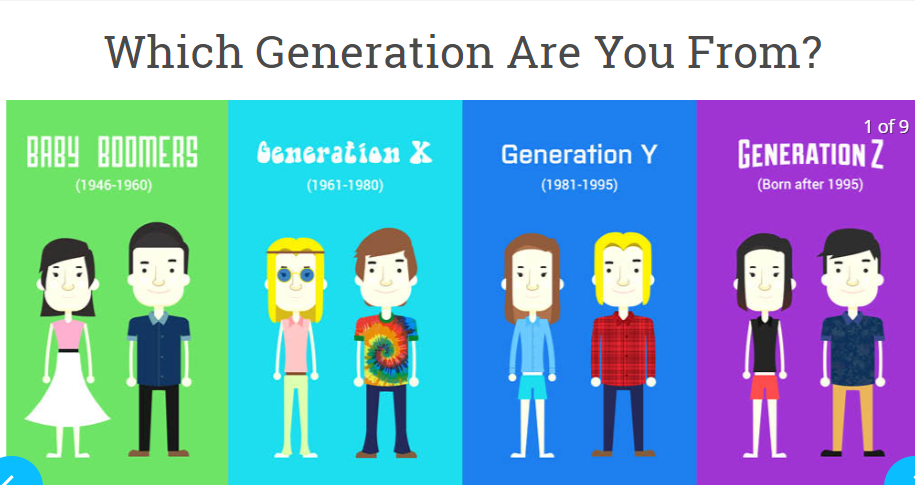 Which Generation Are You From?
1 of 9
BABY BOOMERS
(1946-1960)
Generation X
(1961-1980)
Generation Y
(1981-1995)
GENERATION Z
(Born after 1995)